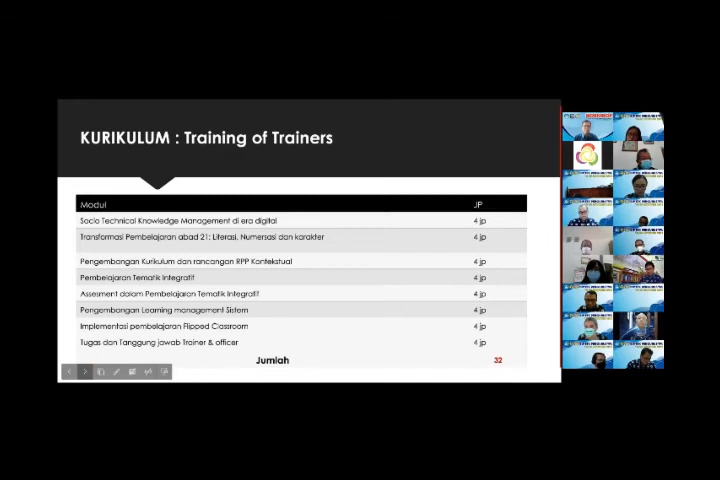 KURIKULUM : Training of Trainers
Modul JP
Socio Technical Knowledge Management di era digital 4 jp
Transformasi Pembelajaran abad 21: Literasi, Numersasi dan karakter 4 jp
Pengembangan Kurikulum dan rancangan RPP Kontekstual 4 jp
Pembelajaran Tematik Integratif 4 jp
Assesment dalam Pembelajaran Tematik Integratif 4 jp
Pengembangan Learning management Sistem 4 jp
Implementasi pembelajaran Flipped Classroom 4 jp
Tugas dan Tanggung jawab Trainer & officer 4 jp
Jumlah 32